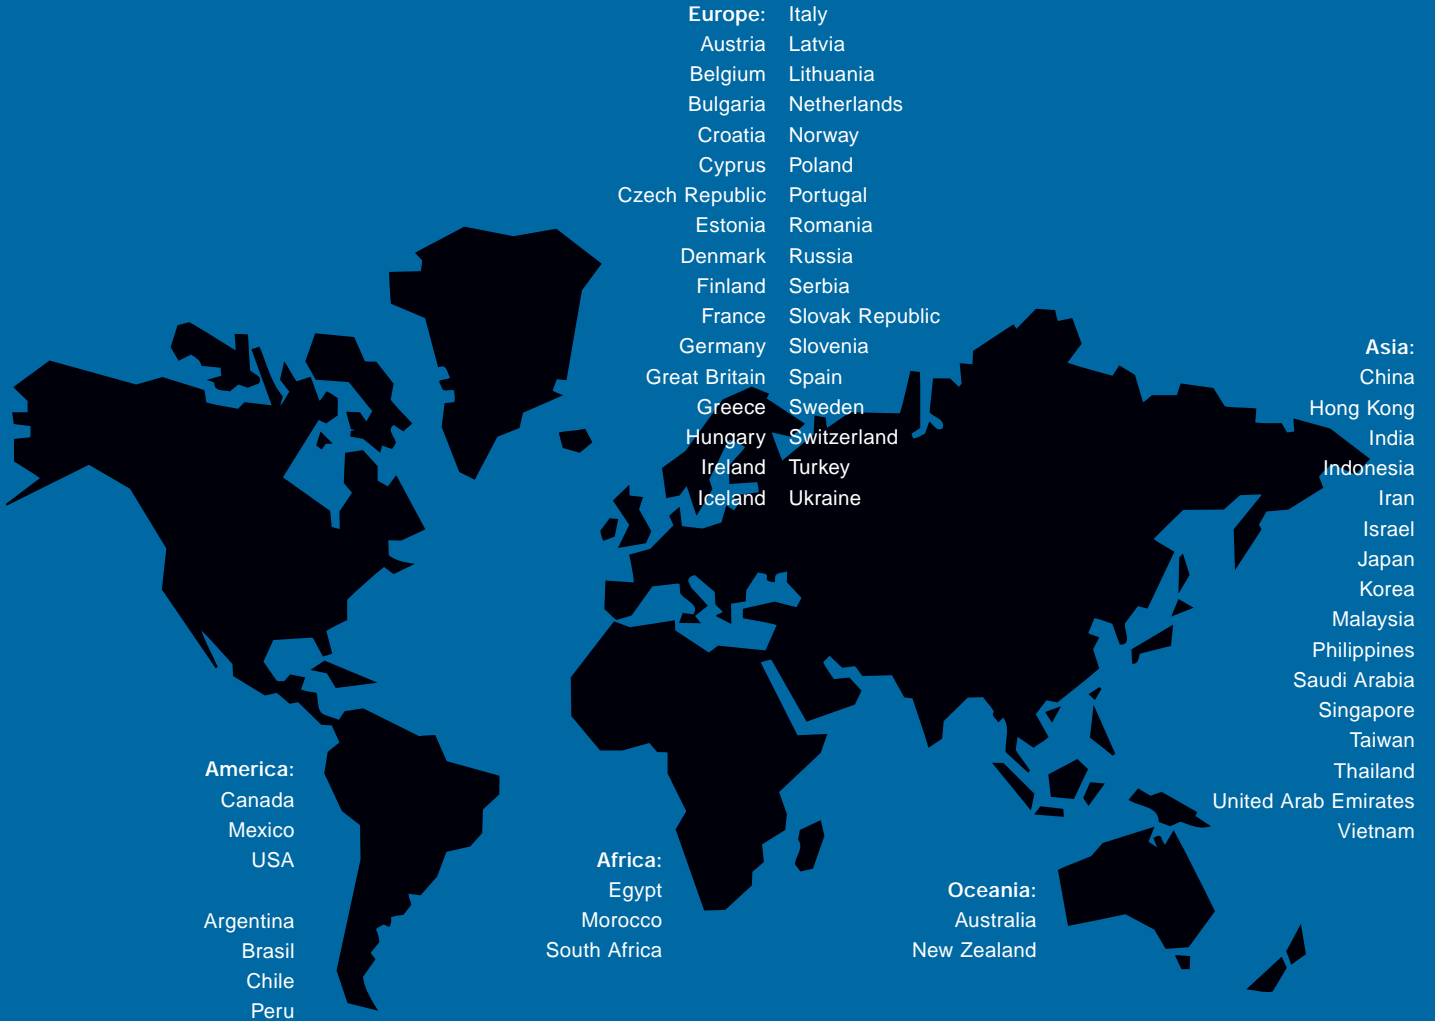 Europe:
Austria
Belgium
Bulgaria
Croatia
Cyprus
Czech Republic
Estonia
Denmark
Finland
France
Germany
Great Britain
Greece
Hungary
Ireland
Iceland
Italy
Latvia
Lithuania
Netherlands
Norway
Poland
Portugal
Romania
Russia
Serbia
Slovak Republic
Slovenia
Spain
Sweden
Switzerland
Turkey
Ukraine
Asia:
China
Hong Kong
India
Indonesia
Iran
Israel
Japan
Korea
Malaysia
Philippines
Saudi Arabia
Singapore
Taiwan
Thailand
United Arab Emirates
Vietnam
America:
Canada
Mexico
USA
Argentina
Brasil
Chile
Peru
Africa:
Egypt
Morocco
South Africa
Oceania:
Australia
New Zealand